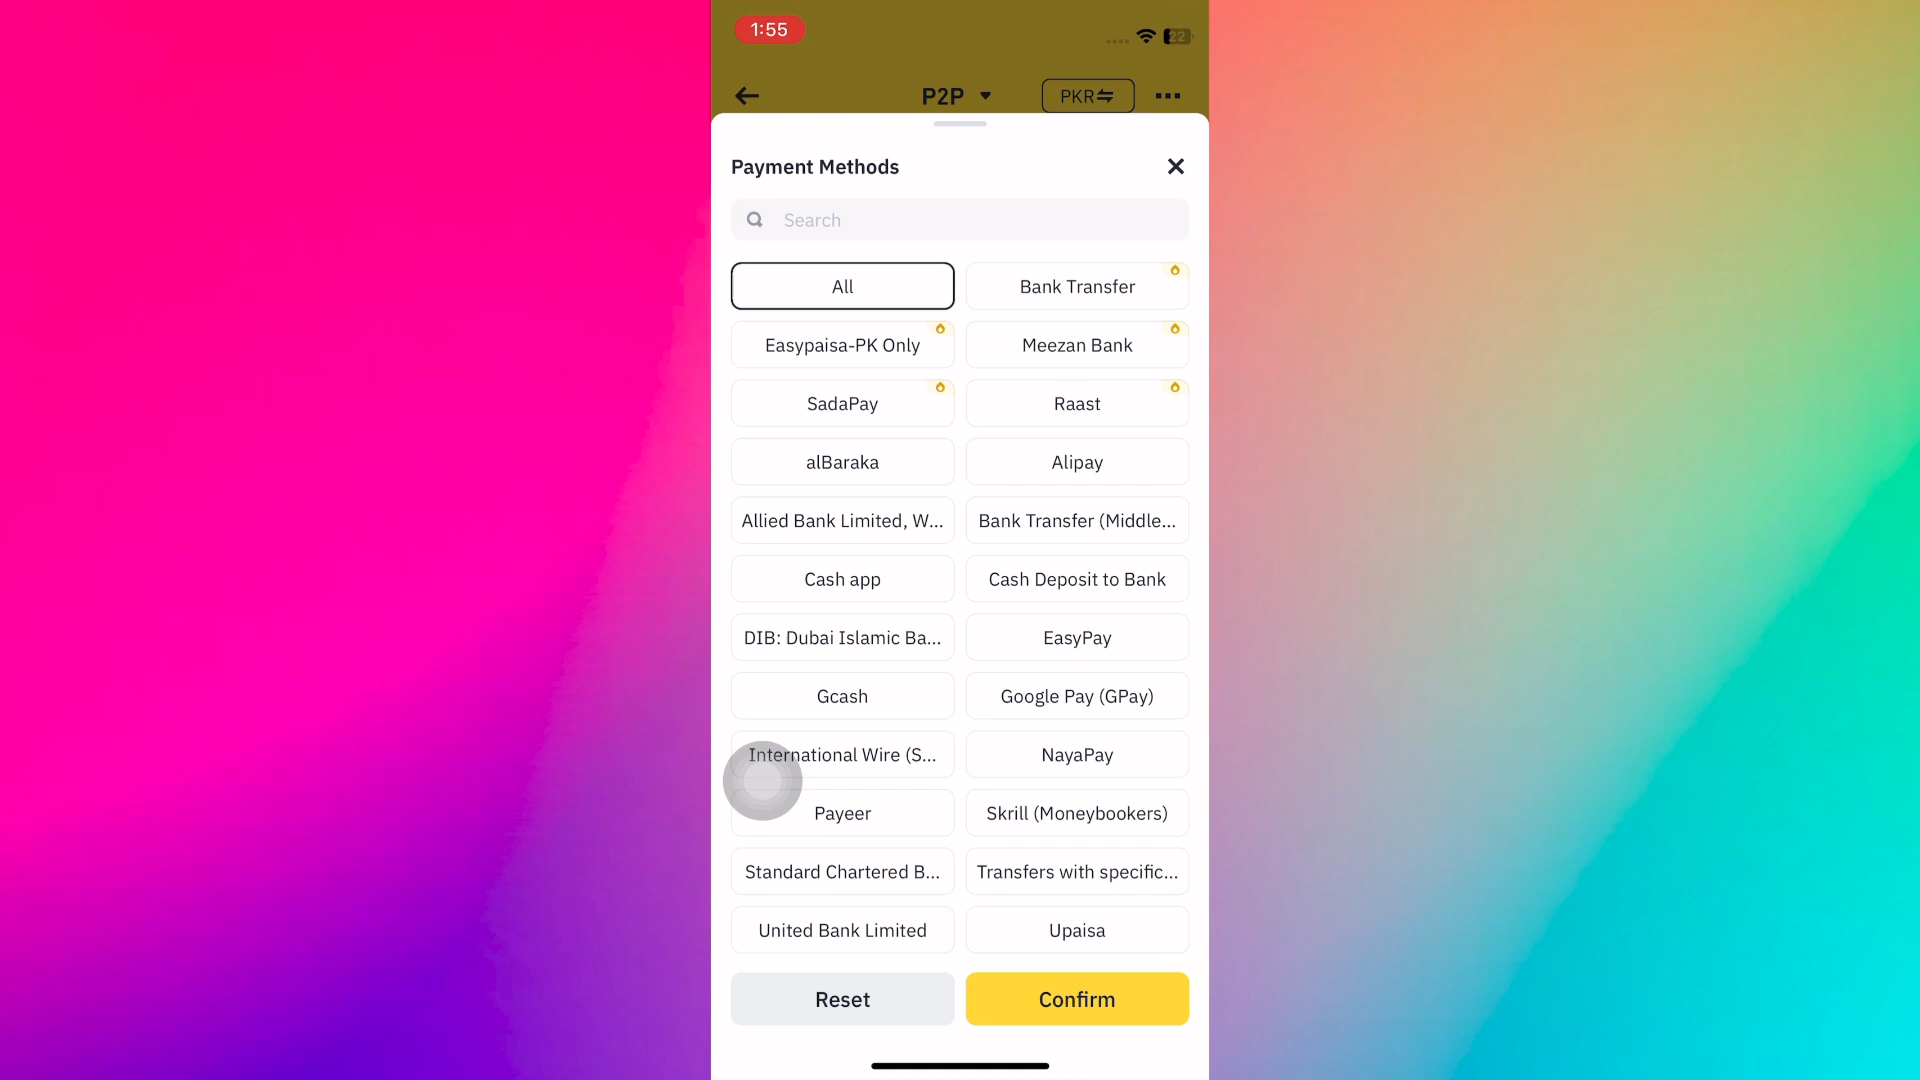 1:55
22
P2P
PKR
Payment Methods
Search
All
Bank Transfer
Easypaisa-PK Only
Meezan Bank
SadaPay
Raast
alBaraka
Alipay
Allied Bank Limited, W...
Bank Transfer (Middle...
Cash app
Cash Deposit to Bank
DIB: Dubai Islamic Ba...
EasyPay
Gcash
Google Pay (GPay)
International Wire (S...
NayaPay
Payeer
Skrill (Moneybookers)
Standard Chartered B...
Transfers with specific...
United Bank Limited
Upaisa
Reset
Confirm